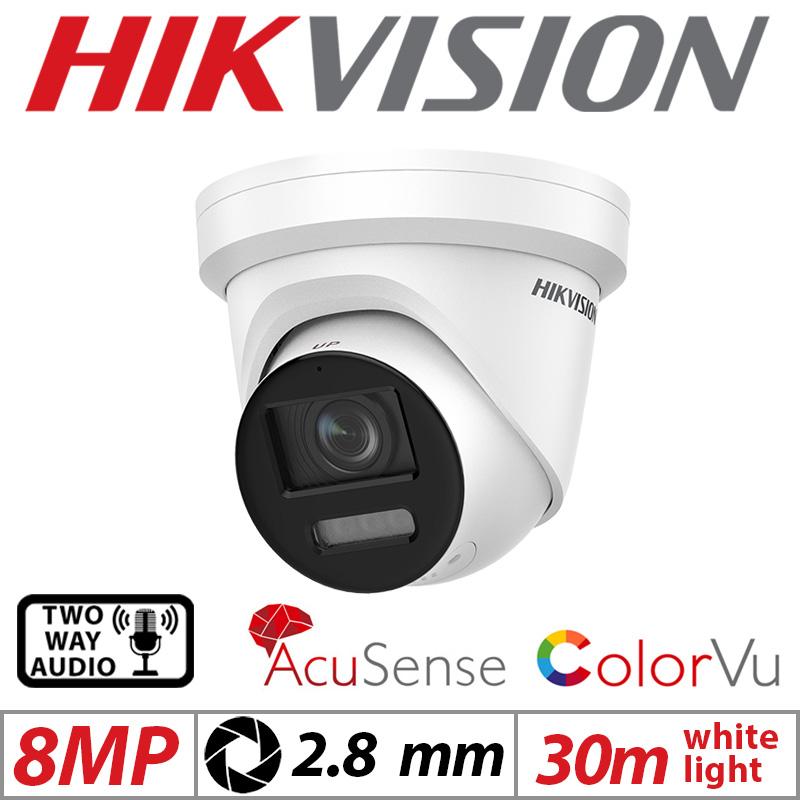 HIKVISION
HIKVISION
UP
TWO
WAY
AUDIO
AcuSense
ColorVu
8MP
2.8 mm
30m white
light